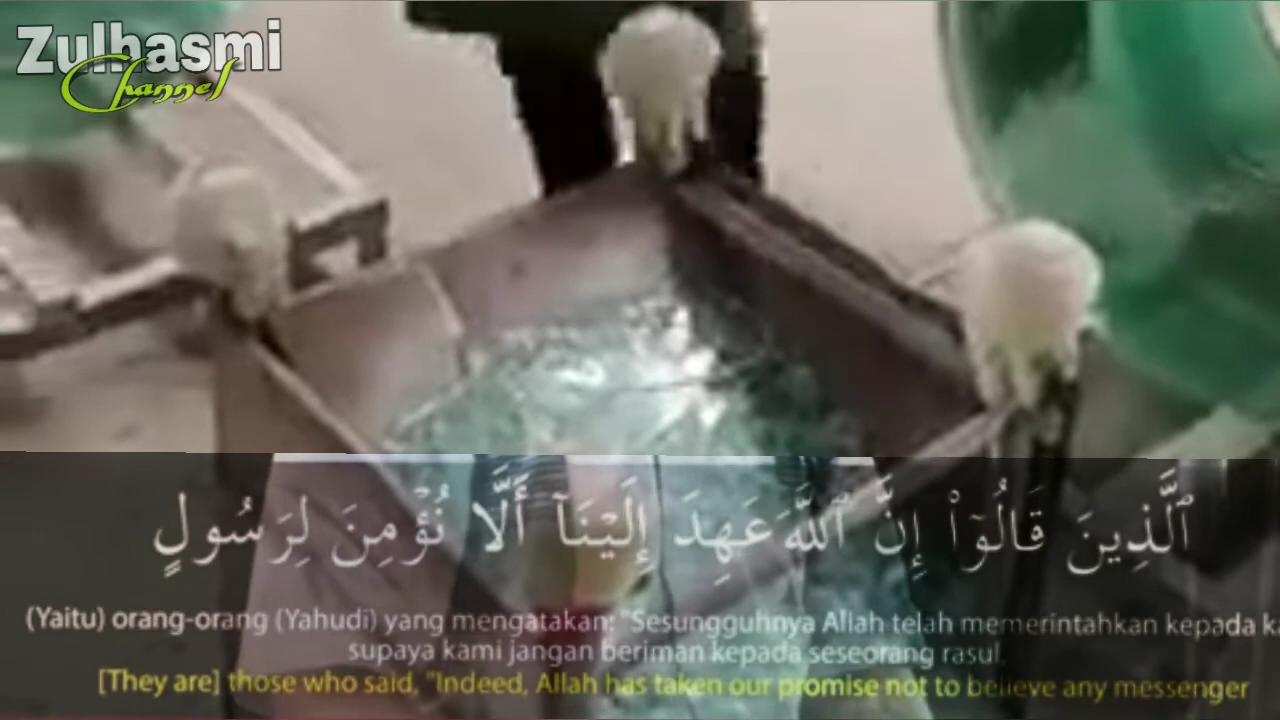 Zulhasmi
Channel
ٱلَّذِينَ قَالُوٓا۟ إِنَّ ٱللَّهَ عَهِدَ إِلَيْنَآ أَلَّا نُؤْمِنَ لِرَسُولٍ
(Yaitu) orang-orang (Yahudi) yang mengatakan: "Sesungguhnya Allah telah memerintahkan kepada
supaya kami jangan beriman kepada seseorang rasul,
[They are] those who said, "Indeed, Allah has taken our promise not to believe any messenger